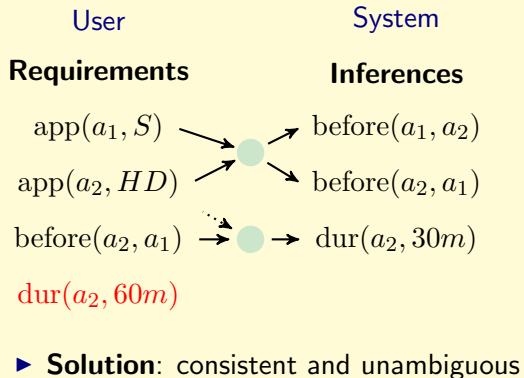 User System
Requirements Inferences
app(a₁, S) before(a₁, a₂)
app(a₂, HD) before(a₂, a₁)
before(a₂, a₁) dur(a₂, 30m)
dur(a₂, 60m)
▶ Solution: consistent and unambiguous